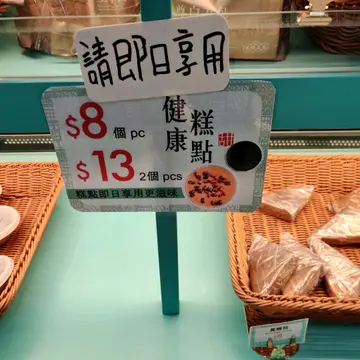 請即日享用
$8 個 pc
$13 2個 pcs
健康
糕點
糕點即日享用更滋味